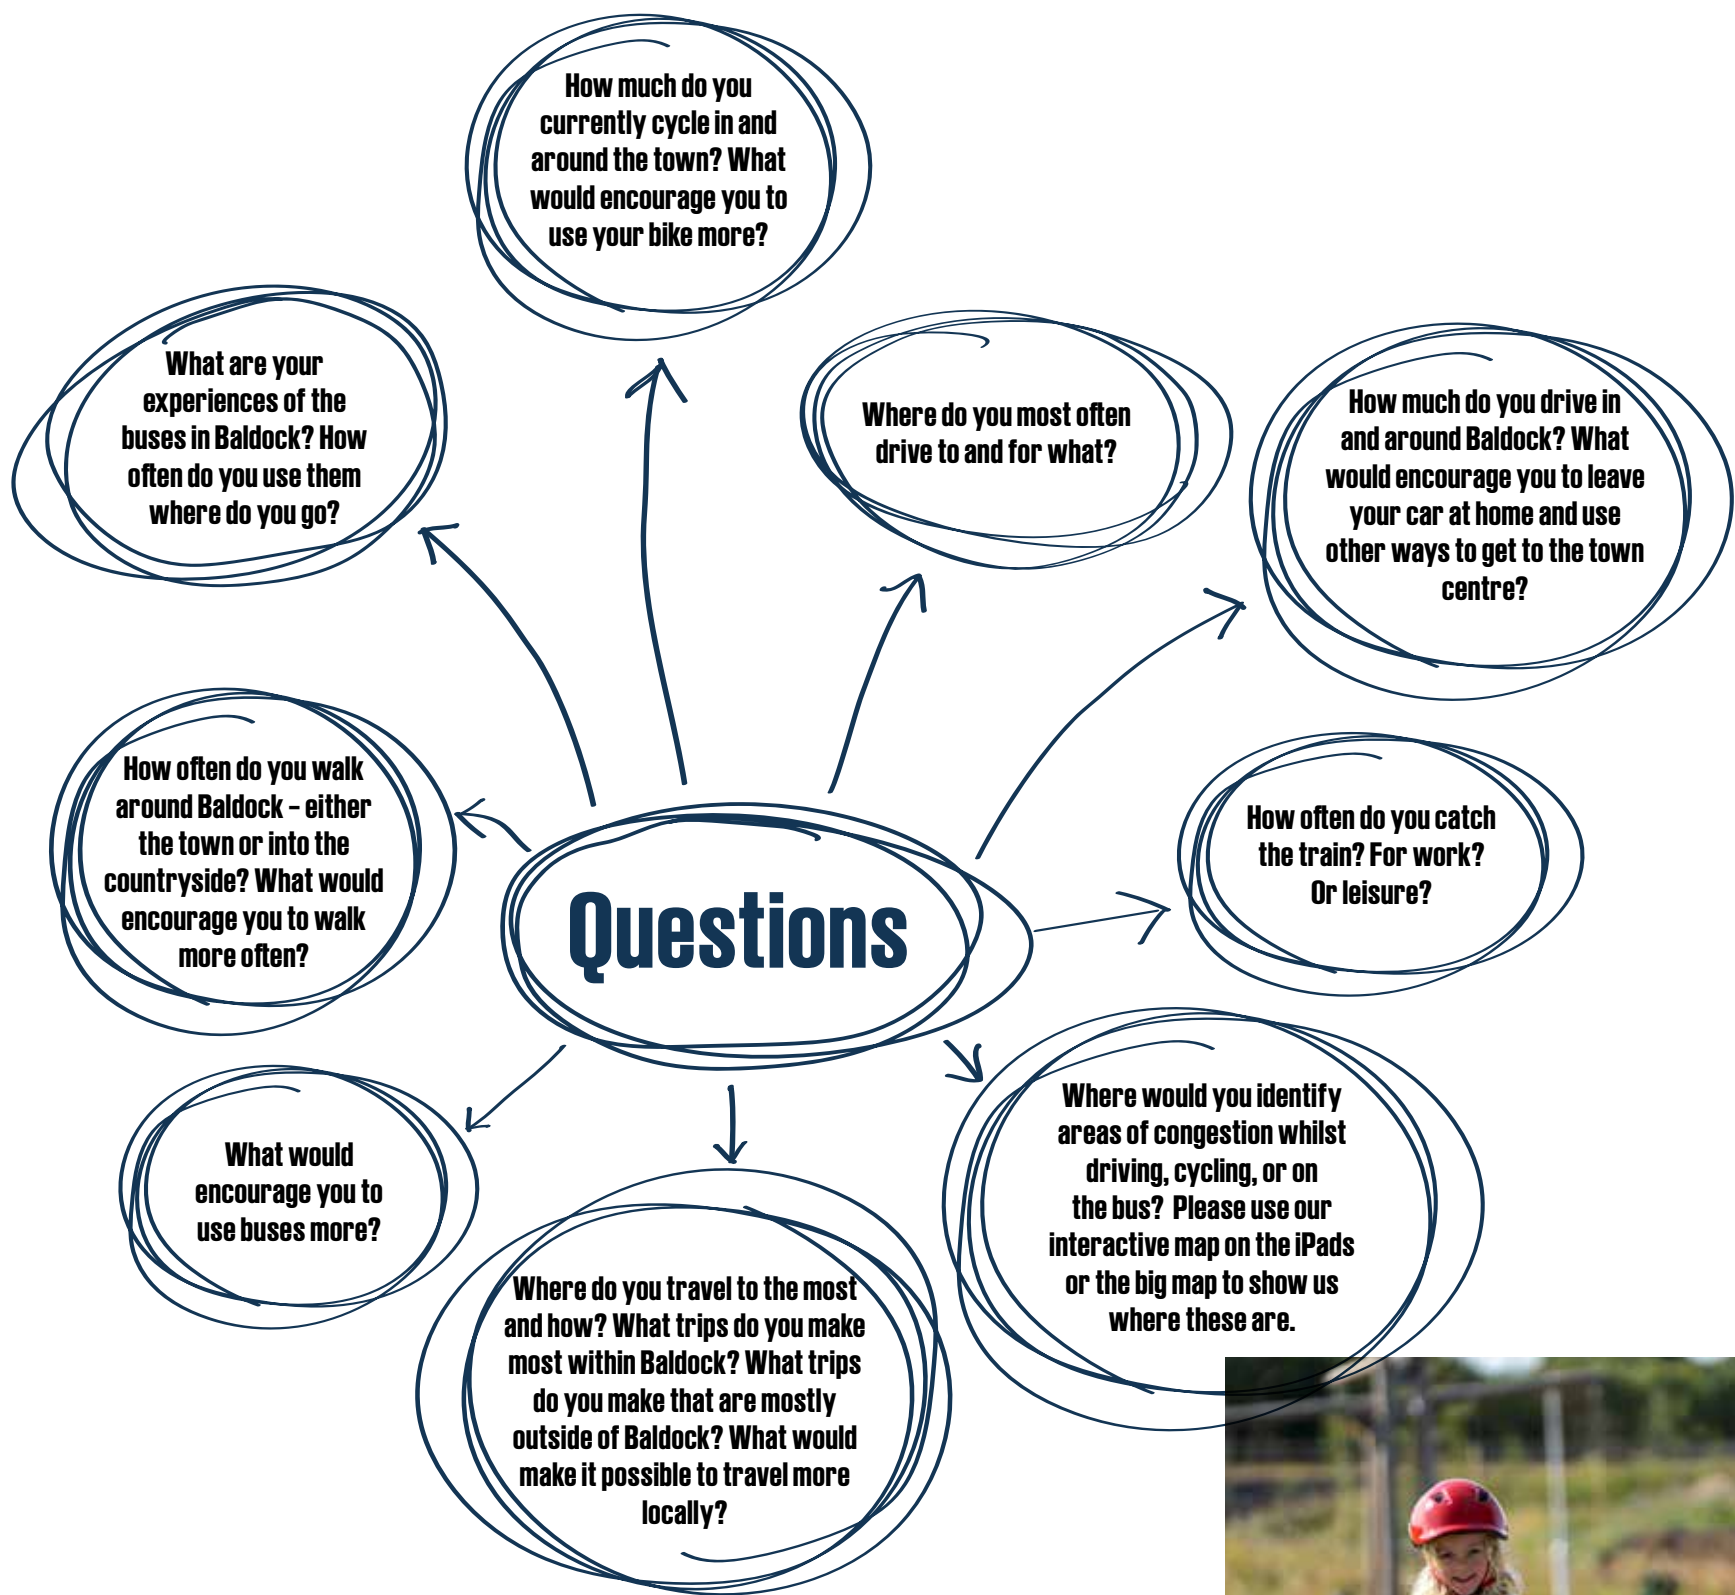 How much do you
currently cycle in and
around the town? What
would encourage you to
use your bike more?
What are your
experiences of the
buses in Baldock? How
often do you use them
where do you go?
Where do you most often
drive to and for what?
How much do you drive in
and around Baldock? What
would encourage you to leave
your car at home and use
other ways to get to the town
centre?
How often do you walk
around Baldock – either
the town or into the
countryside? What would
encourage you to walk
more often?
How often do you catch
the train? For work?
Or leisure?
Questions
What would
encourage you to
use buses more?
Where would you identify
areas of congestion whilst
driving, cycling, or on
the bus?  Please use our
interactive map on the iPads
or the big map to show us
where these are.
Where do you travel to the most
and how? What trips do you make
most within Baldock? What trips
do you make that are mostly
outside of Baldock? What would
make it possible to travel more
locally?